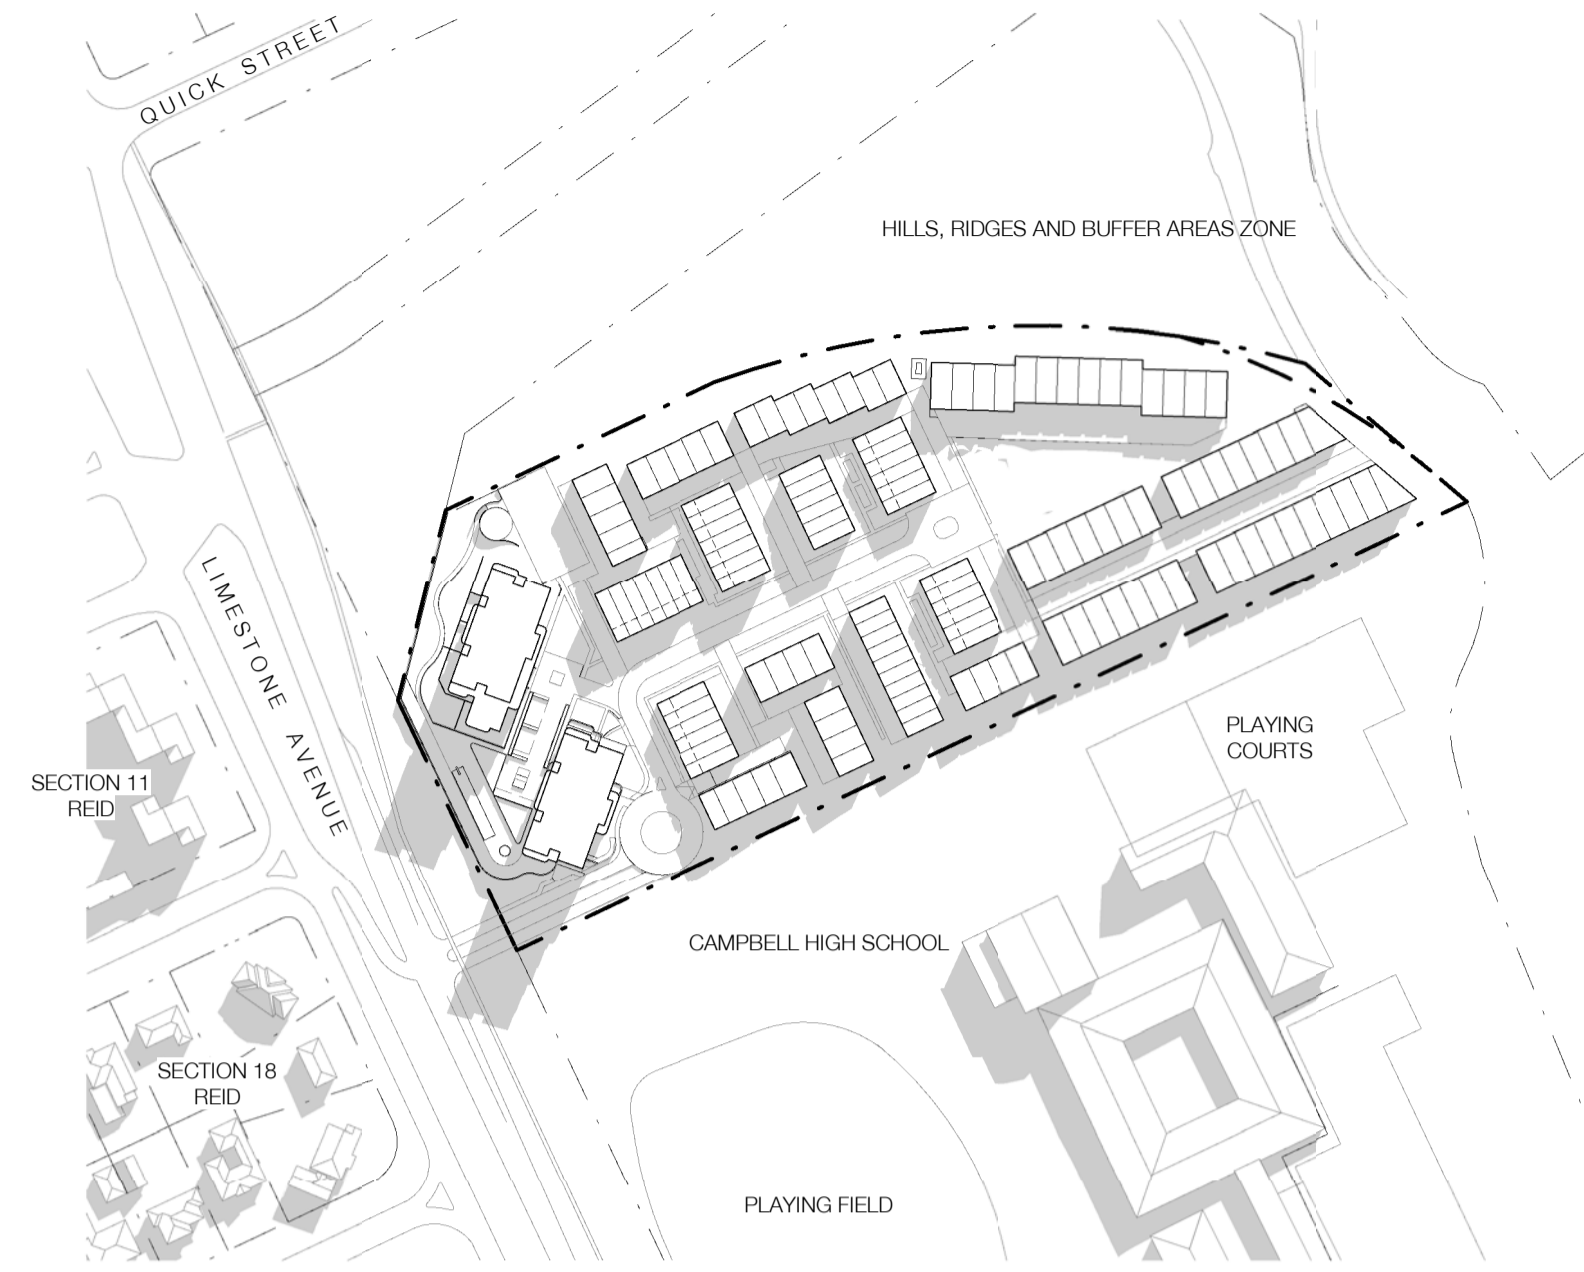 QUICK STREET
HILLS, RIDGES AND BUFFER AREAS ZONE
LIMESTONE AVENUE
PLAYING
COURTS
SECTION 11
REID
CAMPBELL HIGH SCHOOL
SECTION 18
REID
PLAYING FIELD